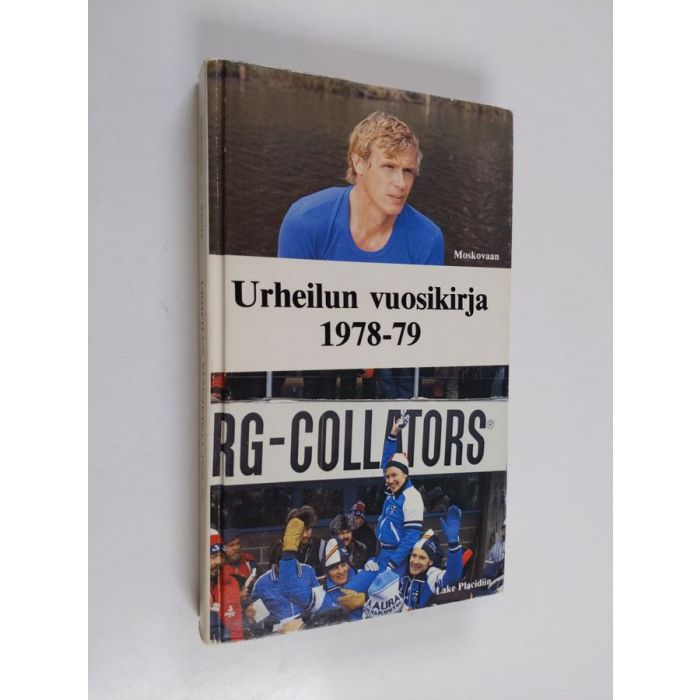 Moskovaan
Urheilun vuosikirja
1978-79
RG-COLLATORS®
Lake Placidiin